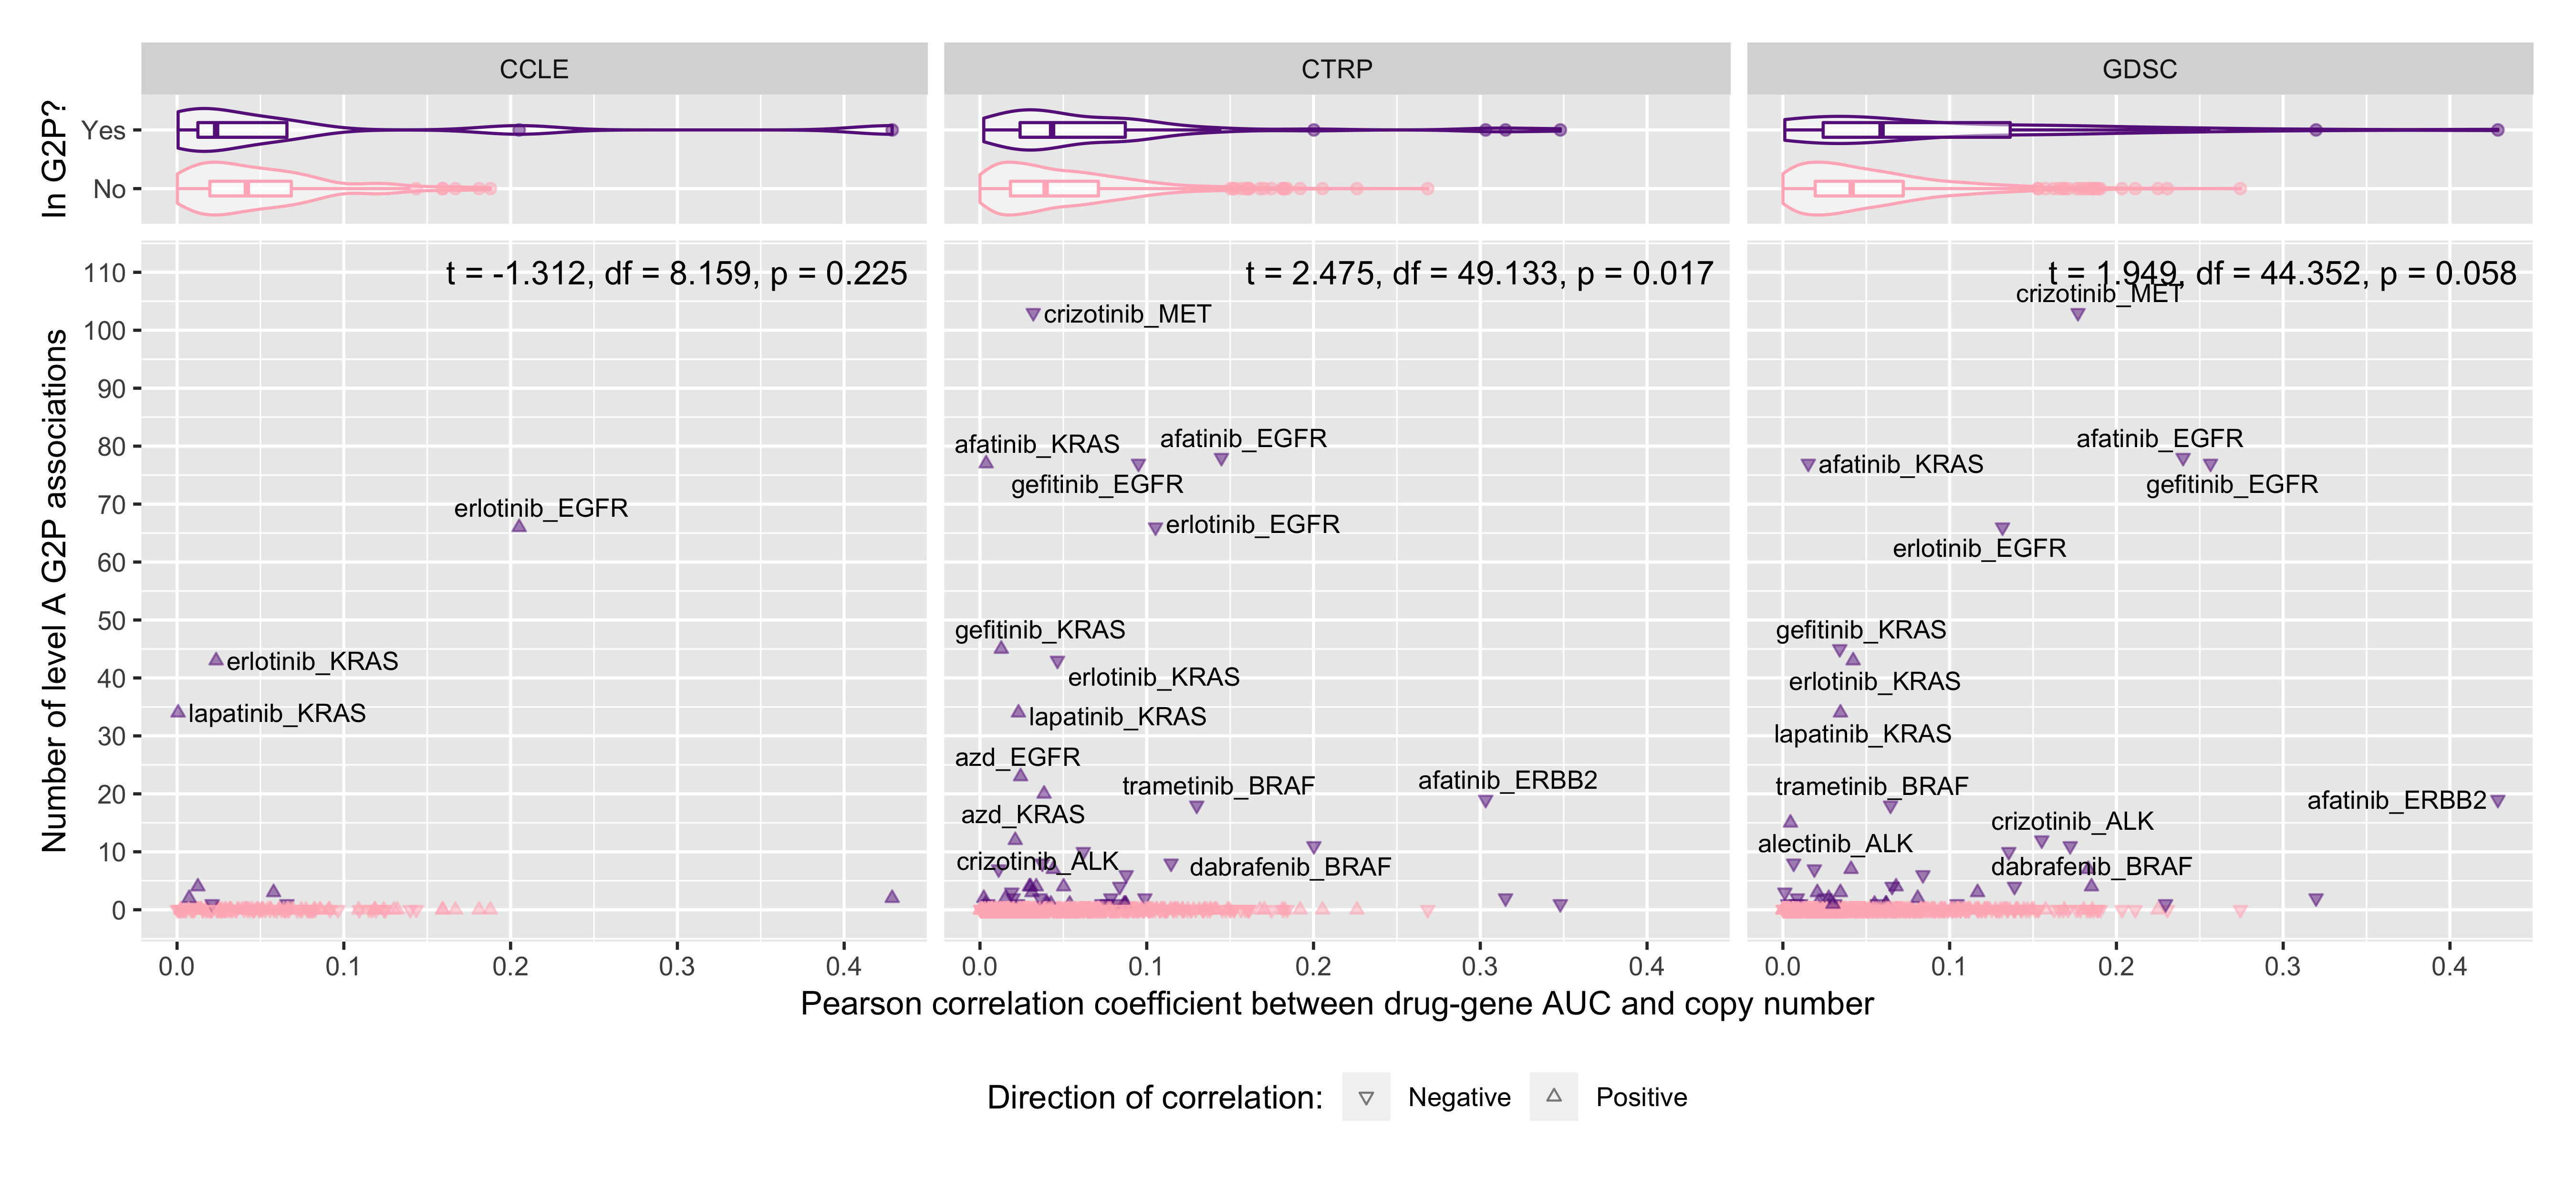 CCLE
CTRP
GDSC
In G2P?
Yes
No
t = -1.312, df = 8.159, p = 0.225
t = 2.475, df = 49.133, p = 0.017
t = 1.949, df = 44.352, p = 0.058
Number of level A G2P associations
110
100
90
80
70
60
50
40
30
20
10
0
erlotinib_EGFR
erlotinib_KRAS
lapatinib_KRAS
crizotinib_MET
afatinib_KRAS
afatinib_EGFR
gefitinib_EGFR
erlotinib_EGFR
gefitinib_KRAS
erlotinib_KRAS
lapatinib_KRAS
azd_EGFR
trametinib_BRAF
afatinib_ERBB2
azd_KRAS
crizotinib_ALK
dabrafenib_BRAF
crizotinib_MET
afatinib_EGFR
afatinib_KRAS
gefitinib_EGFR
erlotinib_EGFR
gefitinib_KRAS
erlotinib_KRAS
lapatinib_KRAS
trametinib_BRAF
afatinib_ERBB2
crizotinib_ALK
alectinib_ALK
dabrafenib_BRAF
0.0 0.1 0.2 0.3 0.4
0.0 0.1 0.2 0.3 0.4
0.0 0.1 0.2 0.3 0.4
Pearson correlation coefficient between drug-gene AUC and copy number
Direction of correlation: Negative Positive